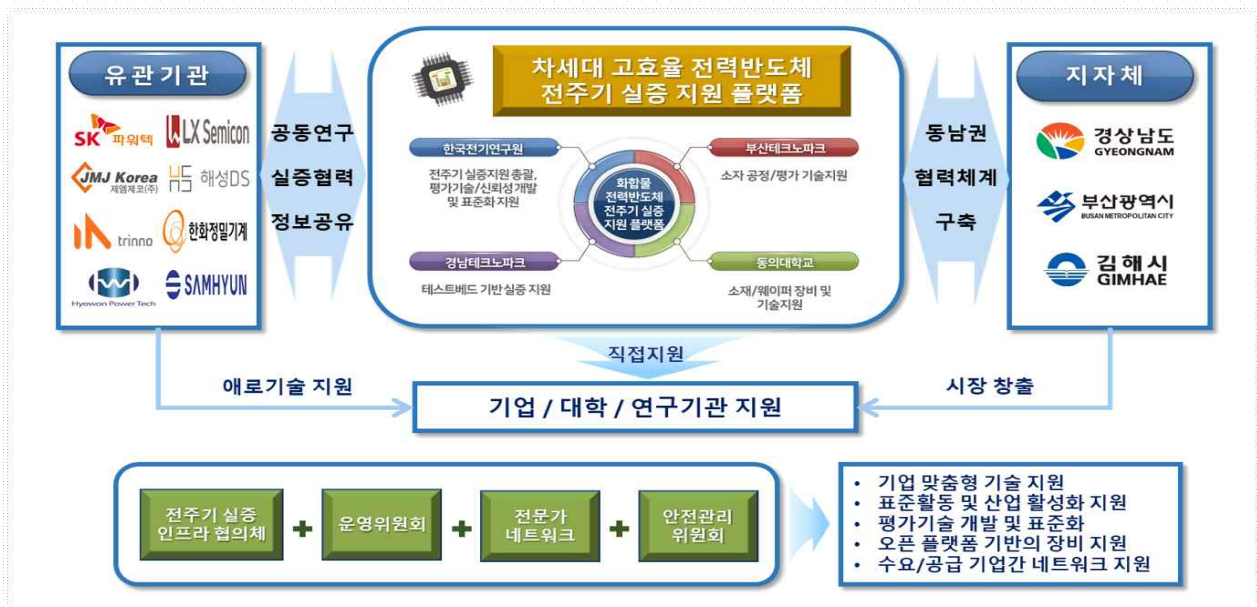 유관기관
SK 파워텍
LX Semicon
JMJ Korea
제엠제코(주)
해성DS
trinno
한화정밀기계
Hyowon Power Tech
SAMHYUN
공동연구
실증협력
정보공유
차세대 고효율 전력반도체
전주기 실증 지원 플랫폼
한국전기연구원
전주기 실증지원 총괄,
평가기술/신뢰성 개발
및 표준화 지원
부산테크노파크
소자 공정/평가 기술지원
화합물
전력반도체
전주기 실증
지원 플랫폼
경남테크노파크
테스트베드 기반 실증 지원
동의대학교
소재/웨이퍼 장비 및
기술지원
동남권
협력체계
구축
지자체
경상남도
GYEONGNAM
부산광역시
BUSAN METROPOLITAN CITY
김해시
GIMHAE
직접지원
애로기술 지원
시장 창출
기업 / 대학 / 연구기관 지원
전주기 실증
인프라 협의체
+
운영위원회
+
전문가
네트워크
+
안전관리
위원회
• 기업 맞춤형 기술 지원
• 표준활동 및 산업 활성화 지원
• 평가기술 개발 및 표준화
• 오픈 플랫폼 기반의 장비 지원
• 수요/공급 기업간 네트워크 지원